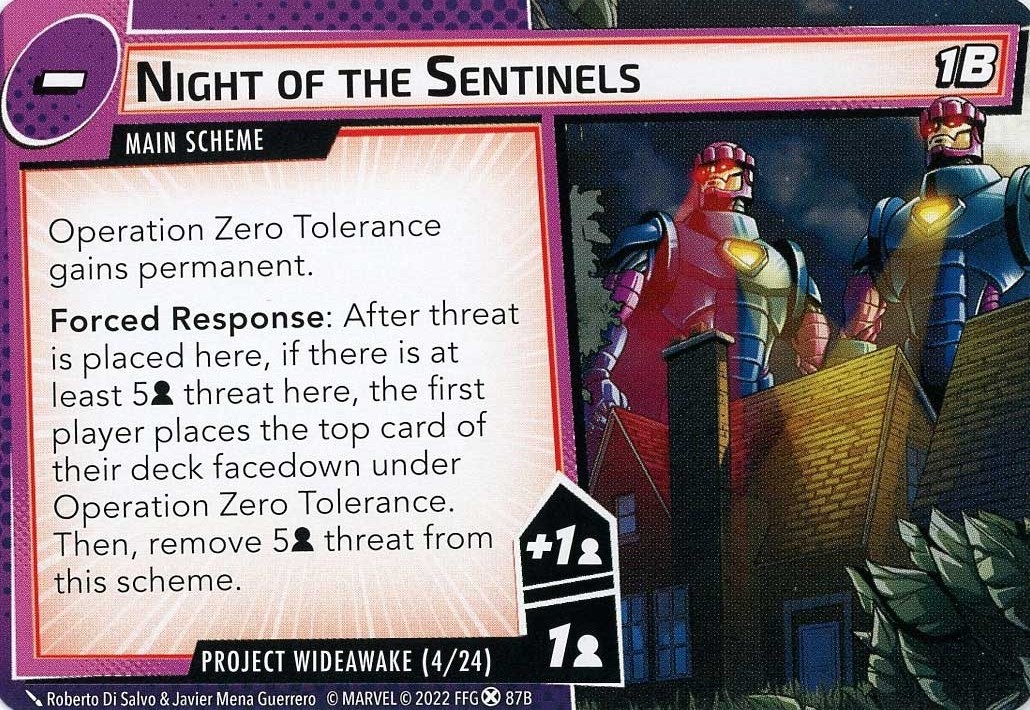 –
NIGHT OF THE SENTINELS
1B
MAIN SCHEME
Operation Zero Tolerance
gains permanent.
Forced Response: After threat
is placed here, if there is at
least 5👤 threat here, the first
player places the top card of
their deck facedown under
Operation Zero Tolerance.
Then, remove 5👤 threat from
this scheme.
+1👤
1👤
PROJECT WIDEAWAKE (4/24)
Roberto Di Salvo & Javier Mena Guerrero © MARVEL © 2022 FFG 87B